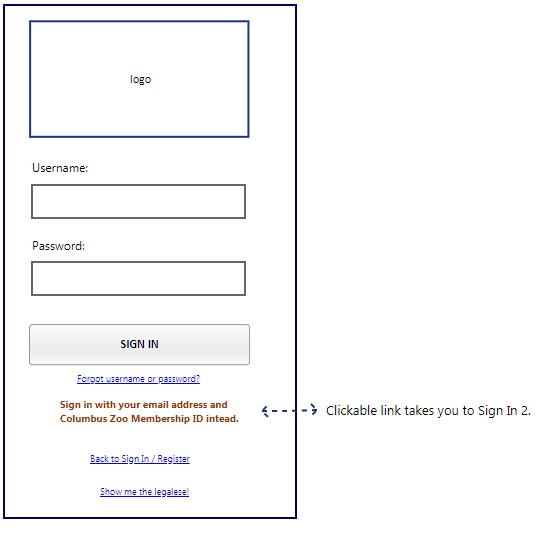 logo
Username:
Password:
SIGN IN
Forgot username or password?
Sign in with your email address and
Columbus Zoo Membership ID intead.
Clickable link takes you to Sign In 2.
Back to Sign In / Register
Show me the legalese!